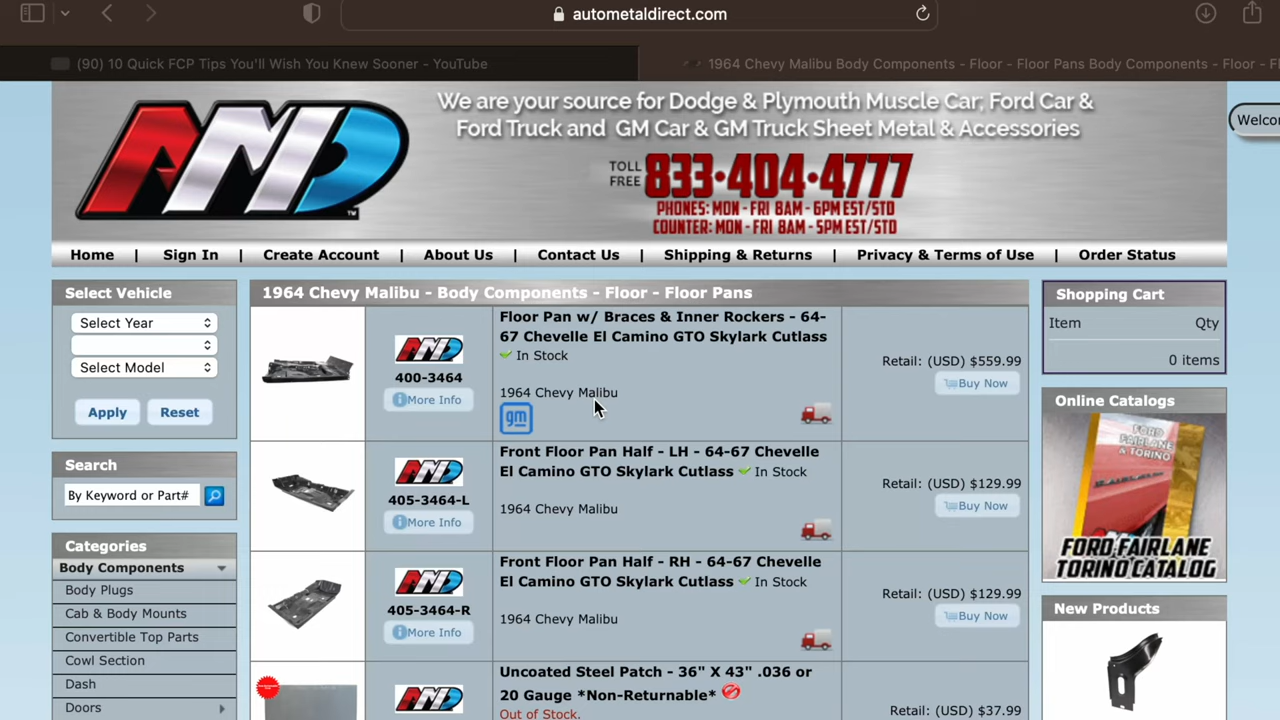 autometaldirect.com
(90) 10 Quick FCP Tips You'll Wish You Knew Sooner - YouTube
1964 Chevy Malibu Body Components - Floor - Floor Pans Body Components - Floor - F
AMD
TM
We are your source for Dodge & Plymouth Muscle Car; Ford Car &
Ford Truck and GM Car & GM Truck Sheet Metal & Accessories
TOLL FREE 833·404·4777
PHONES: MON - FRI 8AM - 6PM EST/STD
COUNTER: MON - FRI 8AM - 5PM EST/STD
Welco
Home | Sign In | Create Account | About Us | Contact Us | Shipping & Returns | Privacy & Terms of Use | Order Status
Select Vehicle
Select Year
Select Model
Apply Reset
Search
By Keyword or Part#
Categories
Body Components
Body Plugs
Cab & Body Mounts
Convertible Top Parts
Cowl Section
Dash
Doors
1964 Chevy Malibu - Body Components - Floor - Floor Pans
AMD
400-3464
More Info
Floor Pan w/ Braces & Inner Rockers - 64-
67 Chevelle El Camino GTO Skylark Cutlass
In Stock
1964 Chevy Malibu
gm
Retail: (USD) $559.99
Buy Now
AMD
405-3464-L
More Info
Front Floor Pan Half - LH - 64-67 Chevelle
El Camino GTO Skylark Cutlass In Stock
1964 Chevy Malibu
Retail: (USD) $129.99
Buy Now
AMD
405-3464-R
More Info
Front Floor Pan Half - RH - 64-67 Chevelle
El Camino GTO Skylark Cutlass In Stock
1964 Chevy Malibu
Retail: (USD) $129.99
Buy Now
AMD
Uncoated Steel Patch - 36" X 43" .036 or
20 Gauge *Non-Returnable*
Out of Stock.
Retail: (USD) $37.99
Shopping Cart
Item Qty
0 items
Online Catalogs
FORD FAIRLANE & TORINO
FORD FAIRLANE
TORINO CATALOG
New Products